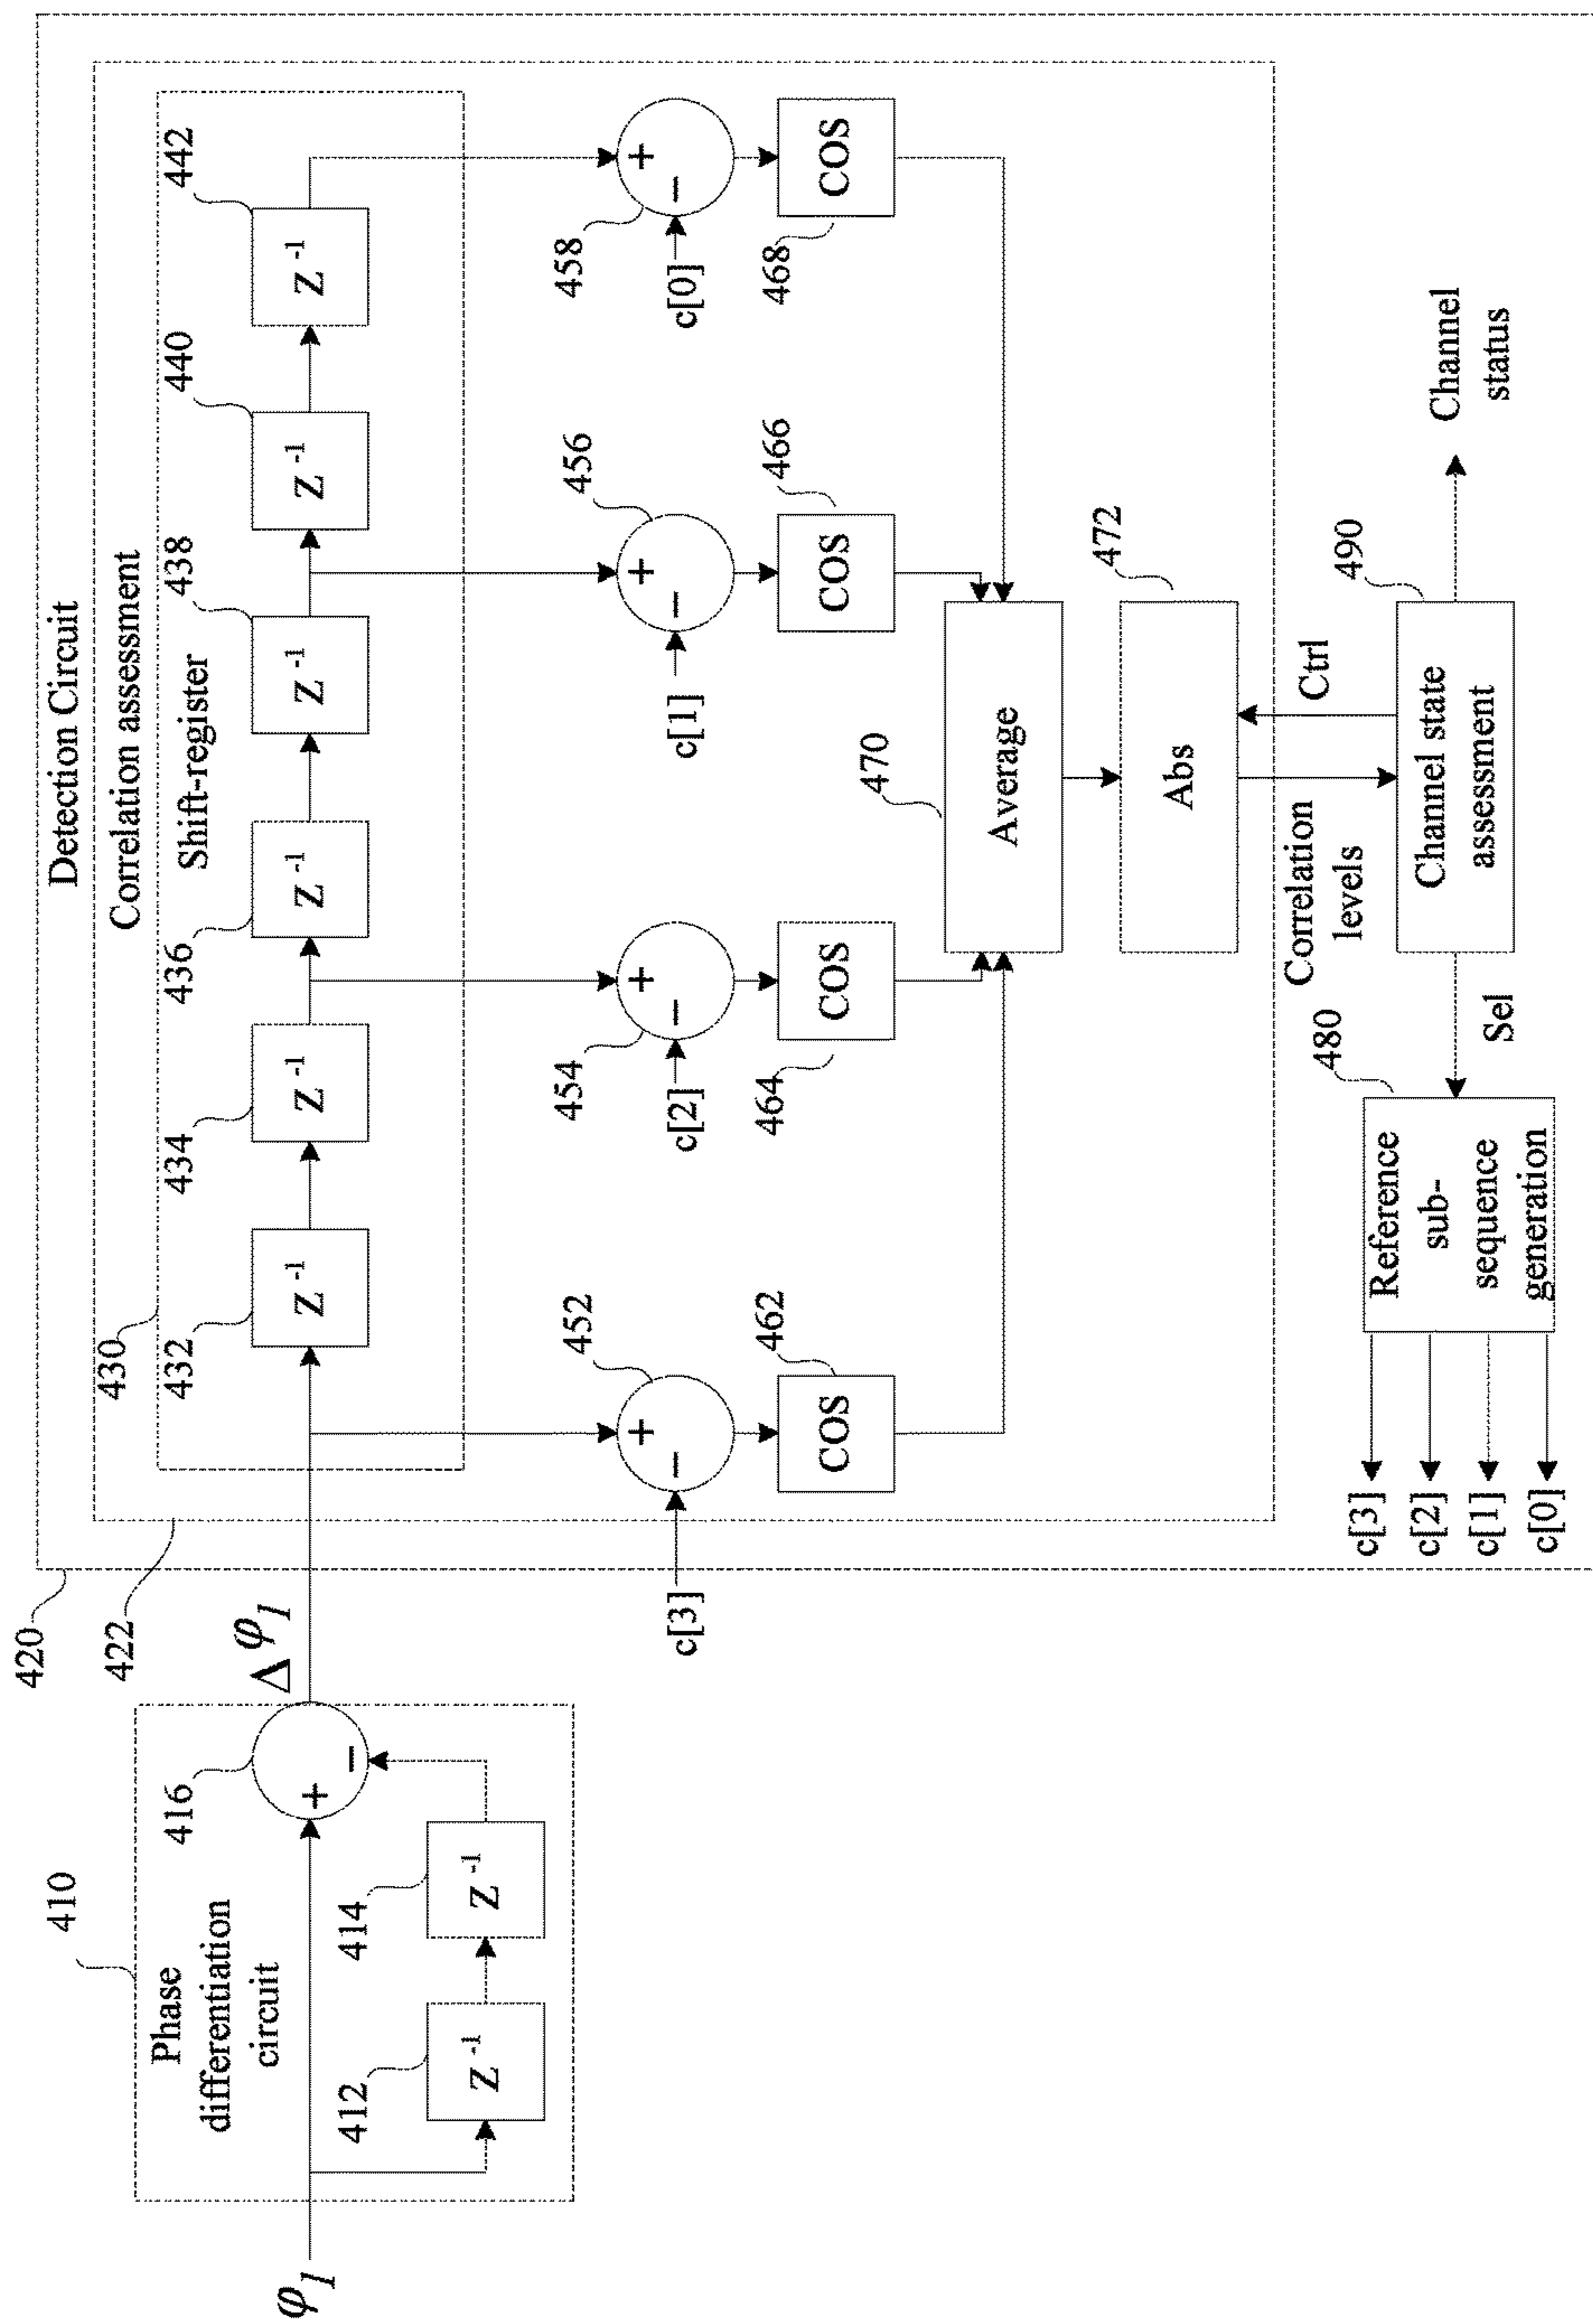 Detection Circuit
Correlation assessment
Shift-register
420
422
430
432
434
436
438
440
442
Z⁻¹
Z⁻¹
Z⁻¹
Z⁻¹
Z⁻¹
Z⁻¹
410
Phase
differentiation
circuit
416
φ₁
+
−
Δφ₁
412
Z⁻¹
414
Z⁻¹
c[3]
+
−
452
454
+
−
c[2]
456
+
−
c[1]
458
+
−
c[0]
462
COS
464
COS
466
COS
468
COS
470
Average
472
Abs
Correlation
levels
Ctrl
480
Reference
sub-
sequence
generation
Sel
490
Channel state
assessment
Channel
status
c[3]
c[2]
c[1]
c[0]